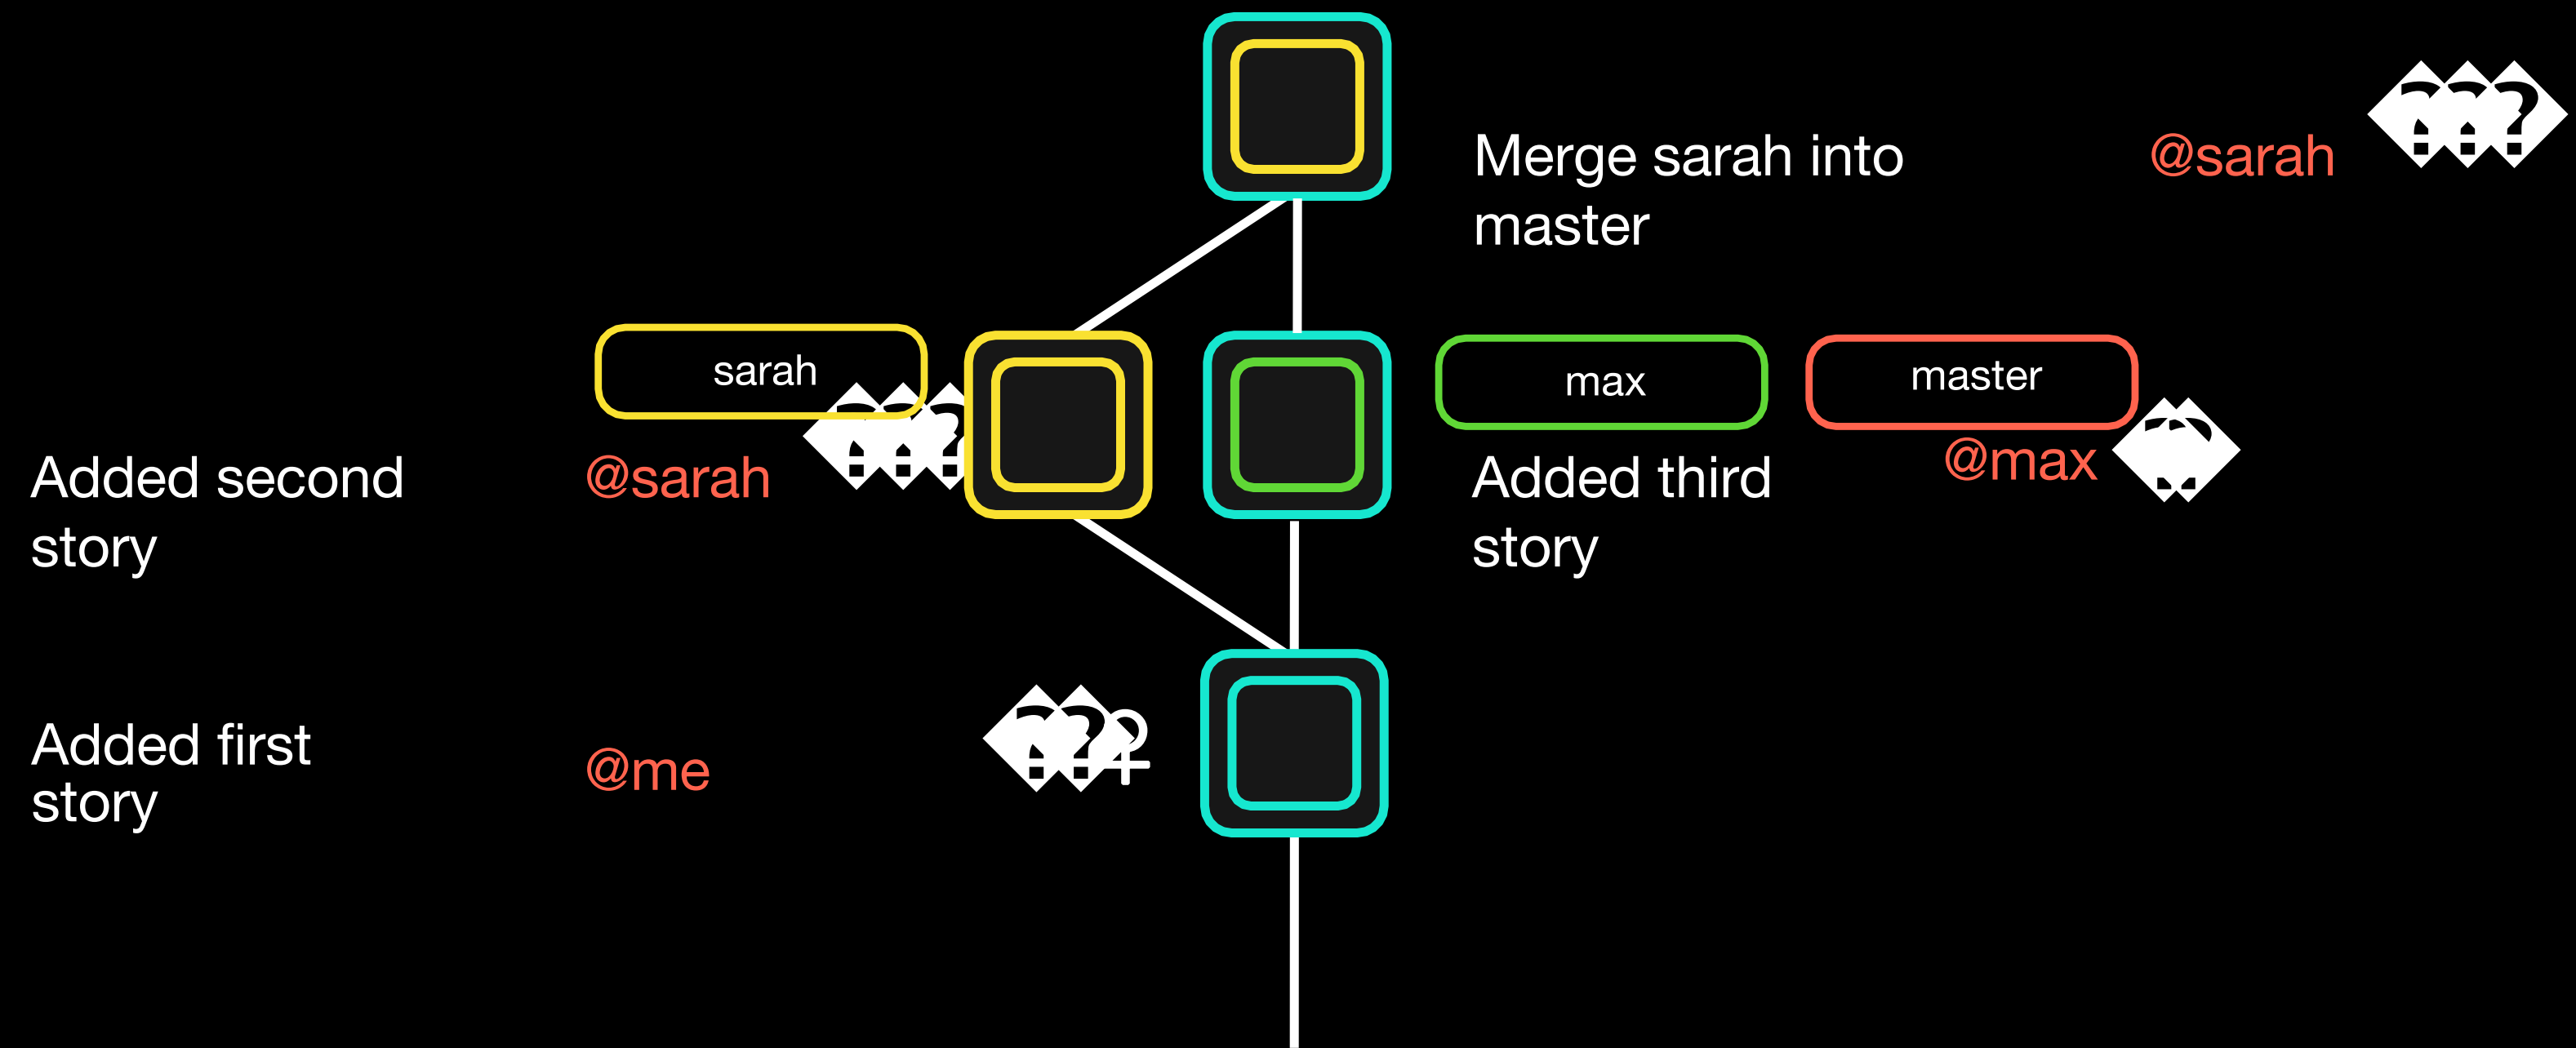 Merge sarah into
master
@sarah
sarah
max
master
Added second
story
@sarah
Added third
story
@max
Added first
story
@me